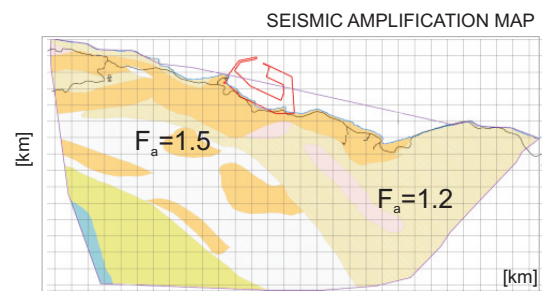 SEISMIC AMPLIFICATION MAP
[km]
Fa=1.5
Fa=1.2
[km]